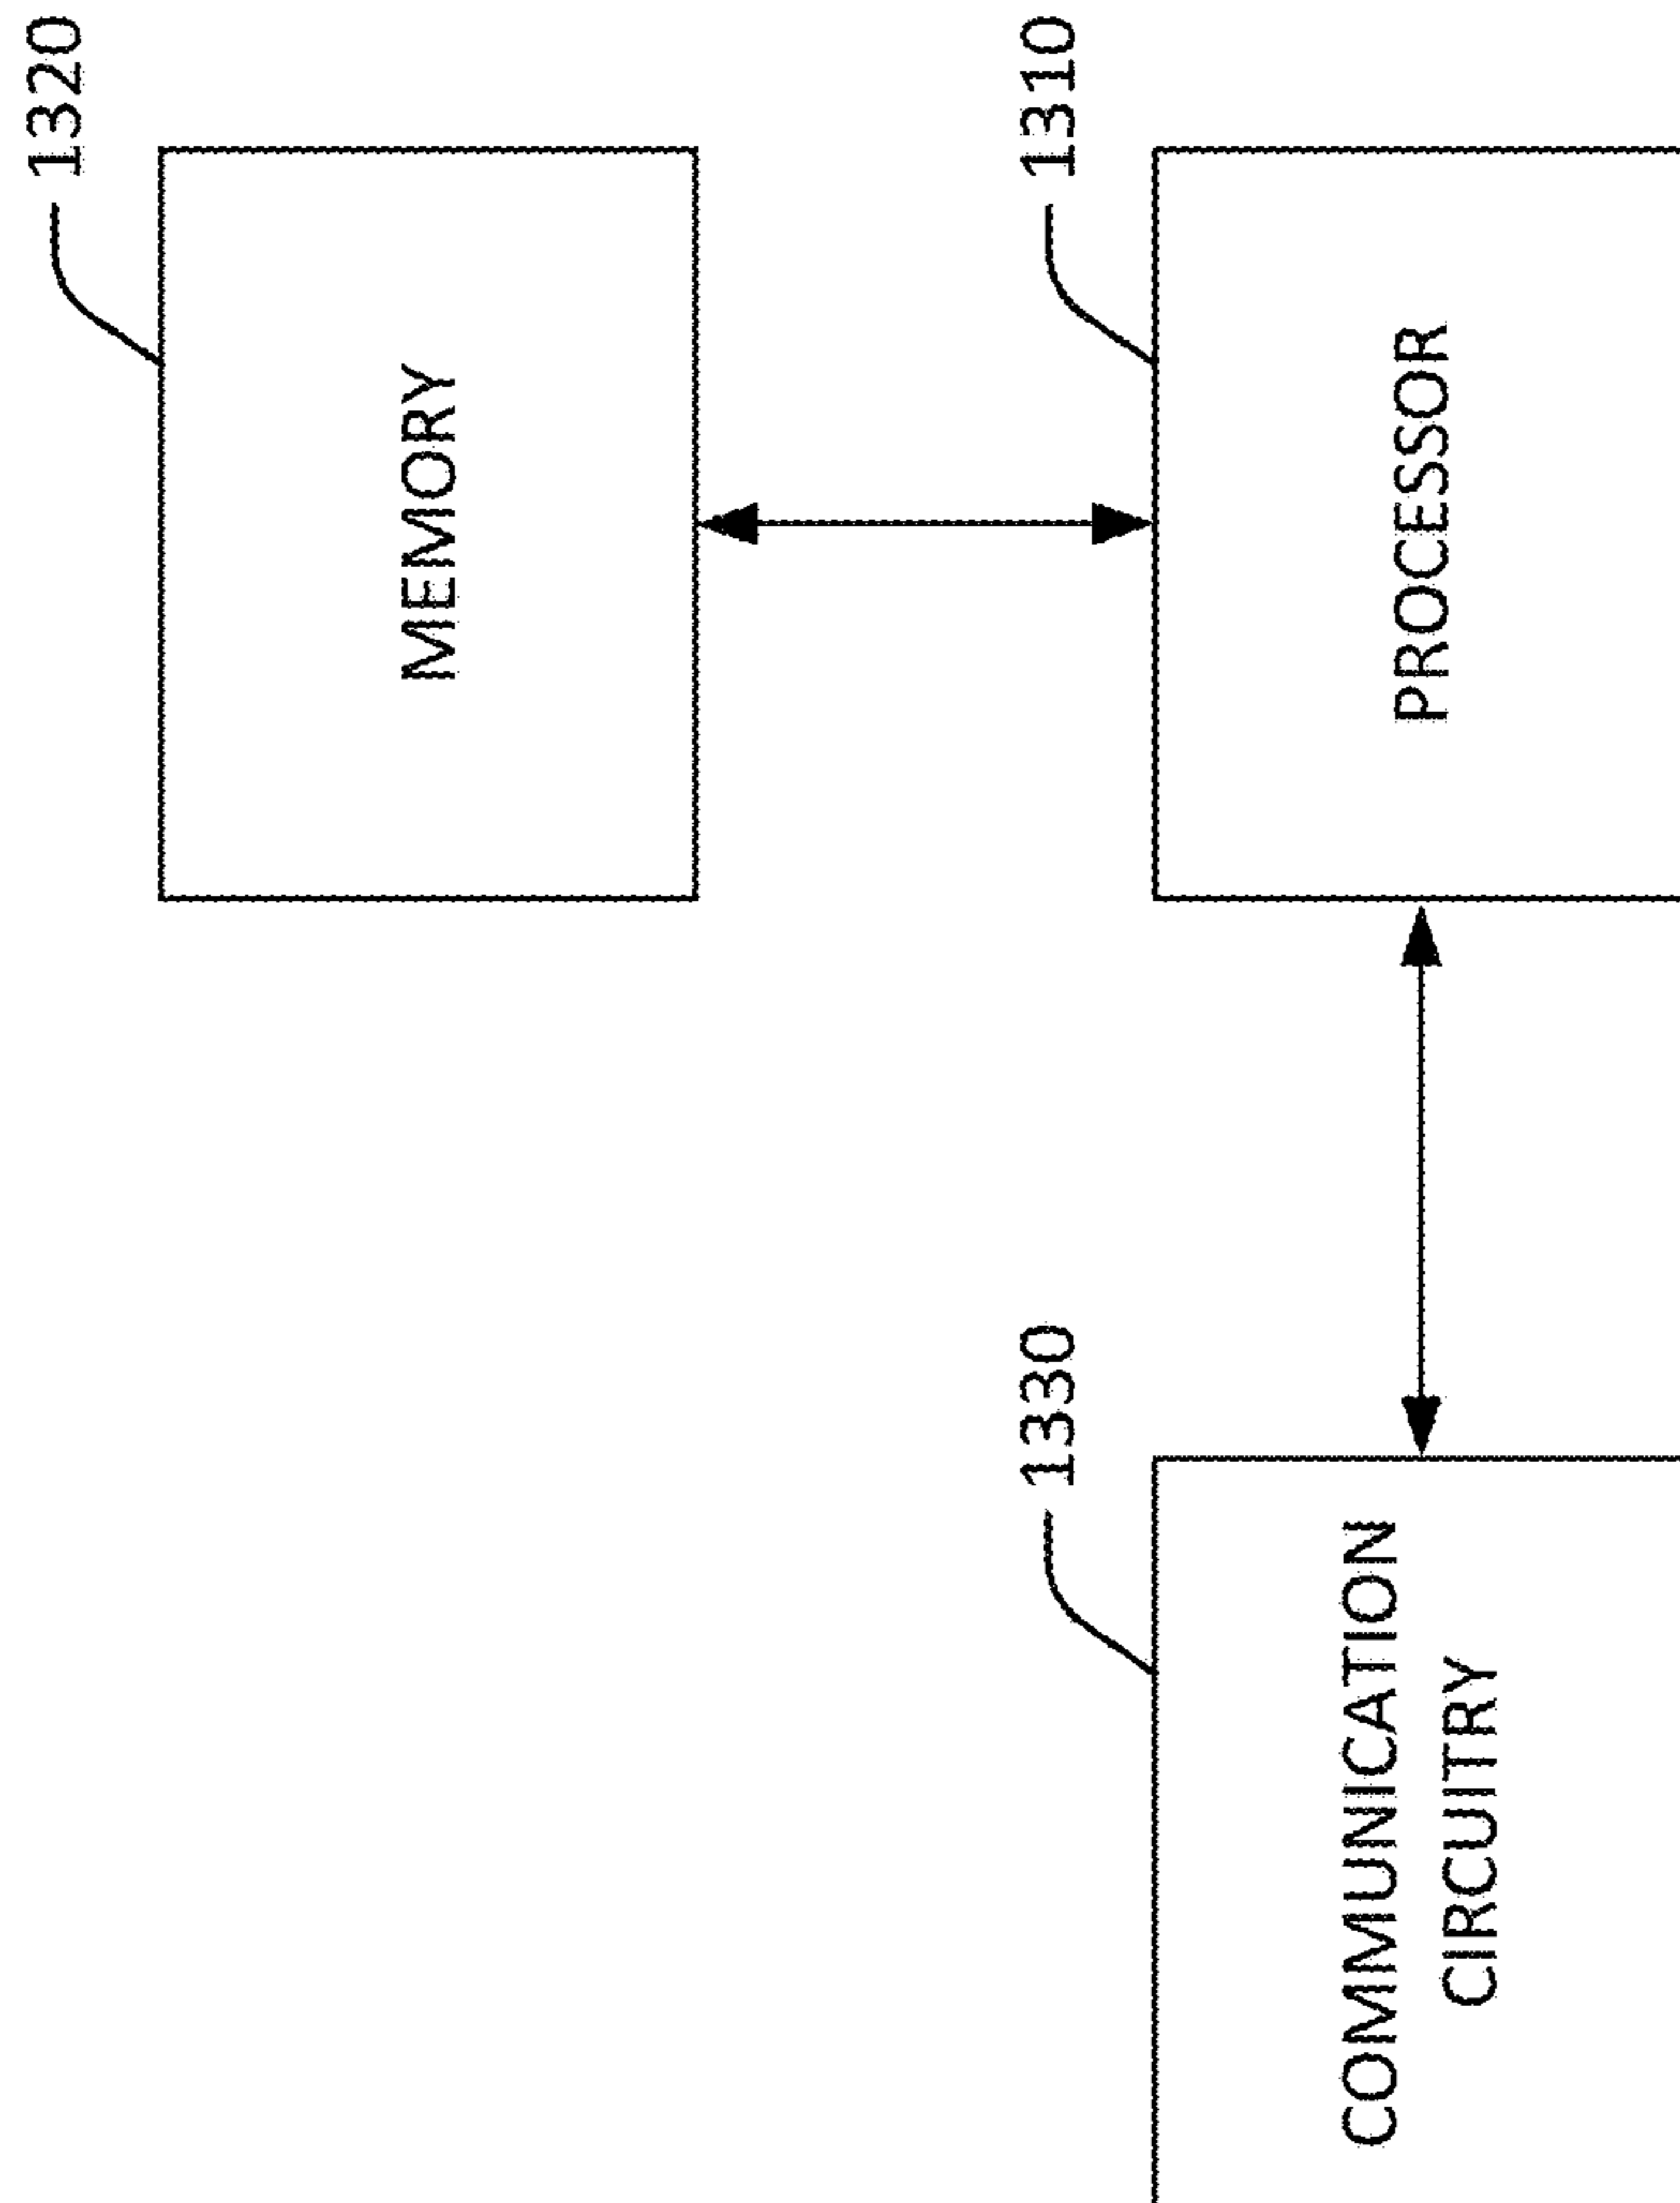 1320
MEMORY
1330
1310
COMMUNICATION
CIRCUITRY
PROCESSOR